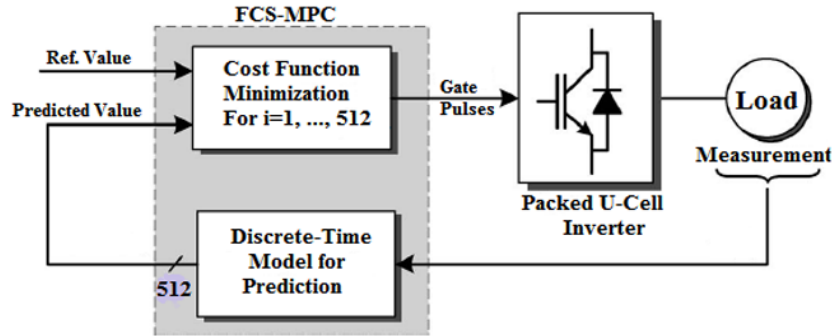 FCS-MPC
Ref. Value
Predicted Value
Cost Function
Minimization
For i=1, ..., 512
Gate
Pulses
Load
Measurement
Packed U-Cell
Inverter
Discrete-Time
Model for
Prediction
512